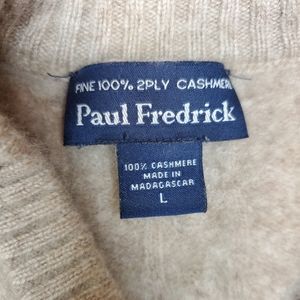 FINE 100% 2PLY CASHMERE
Paul Fredrick
100% CASHMERE
MADE IN
MADAGASCAR
L